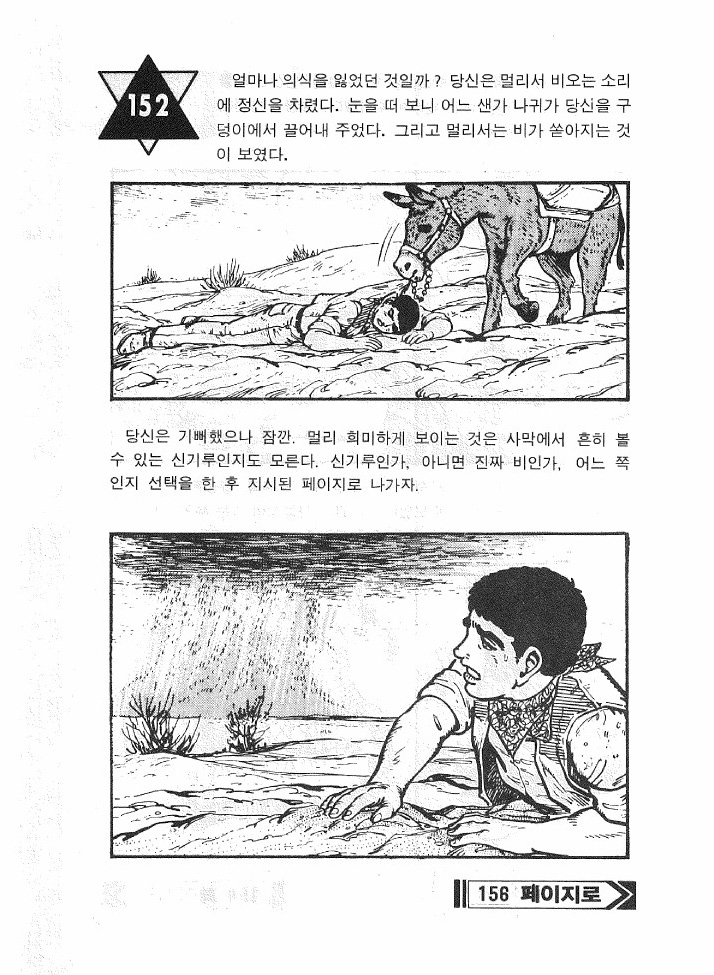 152
얼마나 의식을 잃었던 것일까 ? 당신은 멀리서 비오는 소리
에 정신을 차렸다. 눈을 떠 보니 어느 샌가 나귀가 당신을 구
덩이에서 끌어내 주었다. 그리고 멀리서는 비가 쏟아지는 것
이 보였다.
당신은 기뻐했으나 잠깐. 멀리 희미하게 보이는 것은 사막에서 흔히 볼
수 있는 신기루인지도 모른다. 신기루인가, 아니면 진짜 비인가, 어느 쪽
인지 선택을 한 후 지시된 페이지로 나가자.
156 페이지로